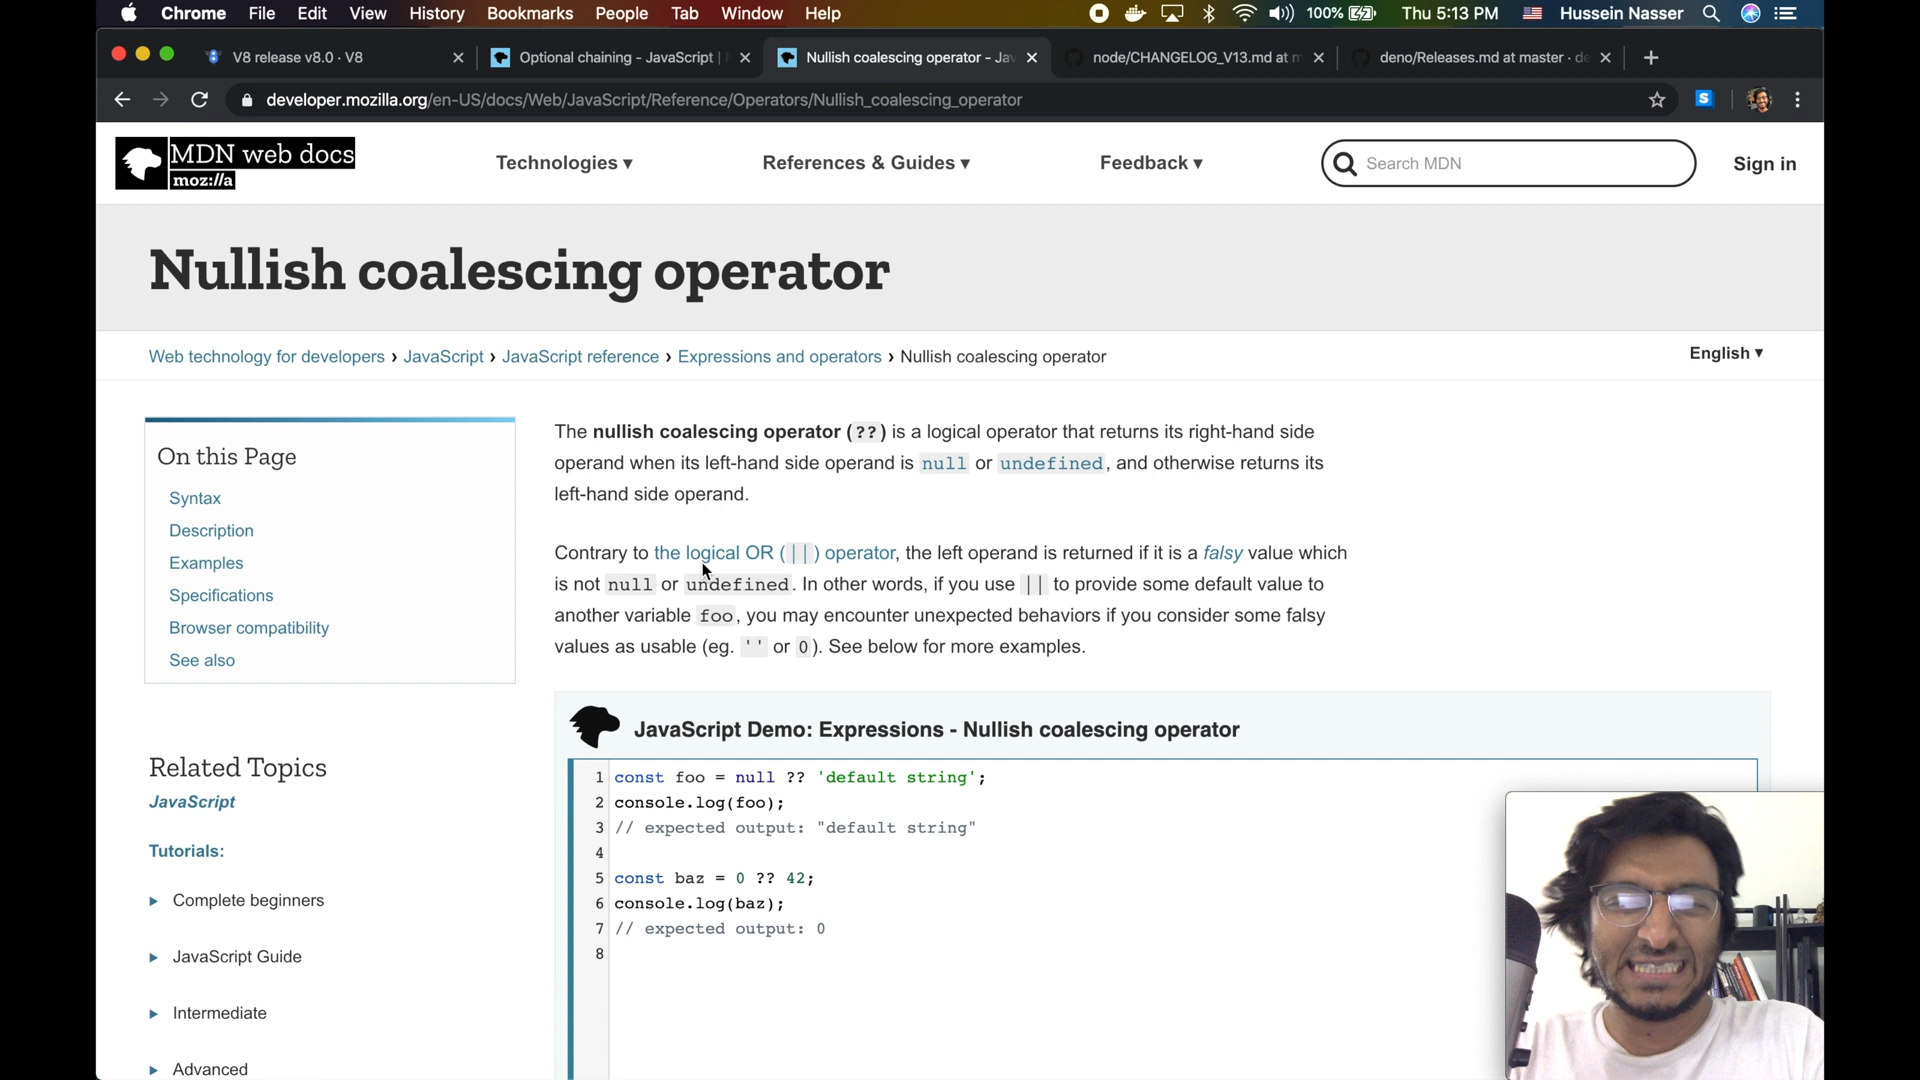 Chrome File Edit View History Bookmarks People Tab Window Help 100% Thu 5:13 PM Hussein Nasser
V8 release v8.0 · V8 Optional chaining - JavaScript | Nullish coalescing operator - Jav node/CHANGELOG_V13.md at m deno/Releases.md at master · de
developer.mozilla.org/en-US/docs/Web/JavaScript/Reference/Operators/Nullish_coalescing_operator
MDN web docs
moz://a
Technologies ▾ References & Guides ▾ Feedback ▾ Search MDN Sign in
Nullish coalescing operator
Web technology for developers › JavaScript › JavaScript reference › Expressions and operators › Nullish coalescing operator
English ▾
On this Page
Syntax
Description
Examples
Specifications
Browser compatibility
See also
Related Topics
JavaScript
Tutorials:
▸ Complete beginners
▸ JavaScript Guide
▸ Intermediate
▸ Advanced
The nullish coalescing operator (??) is a logical operator that returns its right-hand side
operand when its left-hand side operand is null or undefined, and otherwise returns its
left-hand side operand.
Contrary to the logical OR (||) operator, the left operand is returned if it is a falsy value which
is not null or undefined. In other words, if you use || to provide some default value to
another variable foo, you may encounter unexpected behaviors if you consider some falsy
values as usable (eg. '' or 0). See below for more examples.
JavaScript Demo: Expressions - Nullish coalescing operator
1 const foo = null ?? 'default string';
2 console.log(foo);
3 // expected output: "default string"
4
5 const baz = 0 ?? 42;
6 console.log(baz);
7 // expected output: 0
8